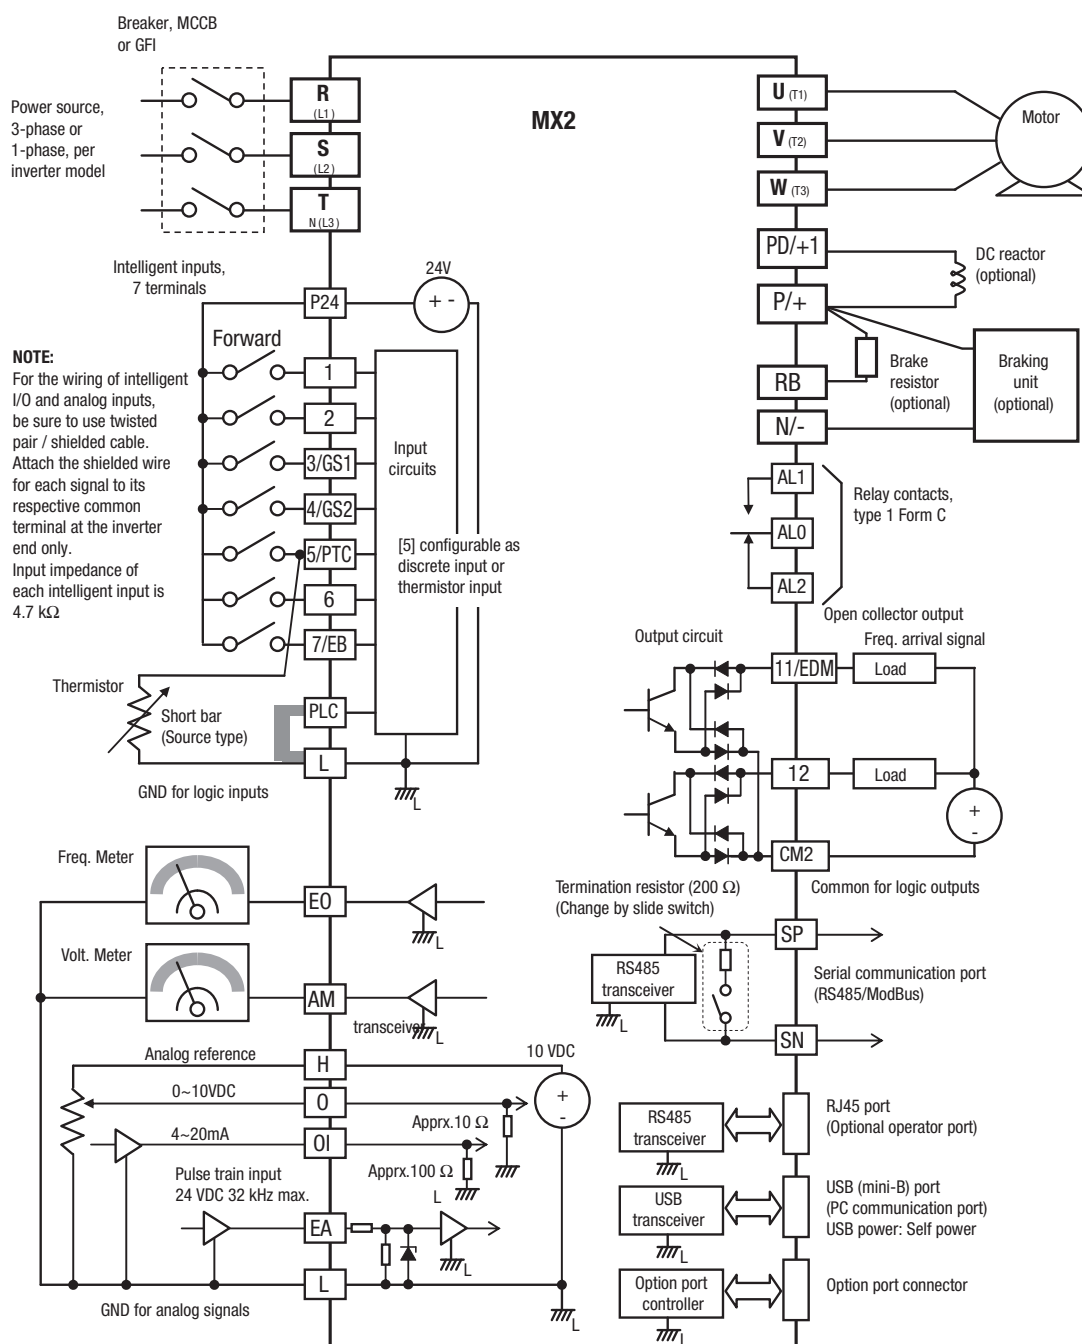 Breaker, MCCB
or GFI
Power source,
3-phase or
1-phase, per
inverter model
R
(L1)
S
(L2)
T
N (L3)
MX2
U (T1)
V (T2)
W (T3)
Motor
PD/+1
P/+
DC reactor
(optional)
RB
N/-
Brake
resistor
(optional)
Braking
unit
(optional)
Intelligent inputs,
7 terminals
24V
+ -
P24
Forward
1
2
3/GS1
4/GS2
5/PTC
6
7/EB
PLC
L
Input
circuits
[5] configurable as
discrete input or
thermistor input
NOTE:
For the wiring of intelligent
I/O and analog inputs,
be sure to use twisted
pair / shielded cable.
Attach the shielded wire
for each signal to its
respective common
terminal at the inverter
end only.
Input impedance of
each intelligent input is
4.7 kΩ
Thermistor
Short bar
(Source type)
GND for logic inputs
L
AL1
AL0
AL2
Relay contacts,
type 1 Form C
Open collector output
Output circuit
Freq. arrival signal
11/EDM
Load
12
Load
+
-
CM2
Common for logic outputs
Freq. Meter
EO
L
Volt. Meter
AM
transceiver
L
Termination resistor (200 Ω)
(Change by slide switch)
RS485
transceiver
L
SP
SN
Serial communication port
(RS485/ModBus)
Analog reference
H
10 VDC
+
-
0~10VDC
O
Apprx.10 Ω
4~20mA
OI
Apprx.100 Ω
L
Pulse train input
24 VDC 32 kHz max.
EA
L
L
GND for analog signals
L
RS485
transceiver
L
RJ45 port
(Optional operator port)
USB
transceiver
L
USB (mini-B) port
(PC communication port)
USB power: Self power
Option port
controller
L
Option port connector